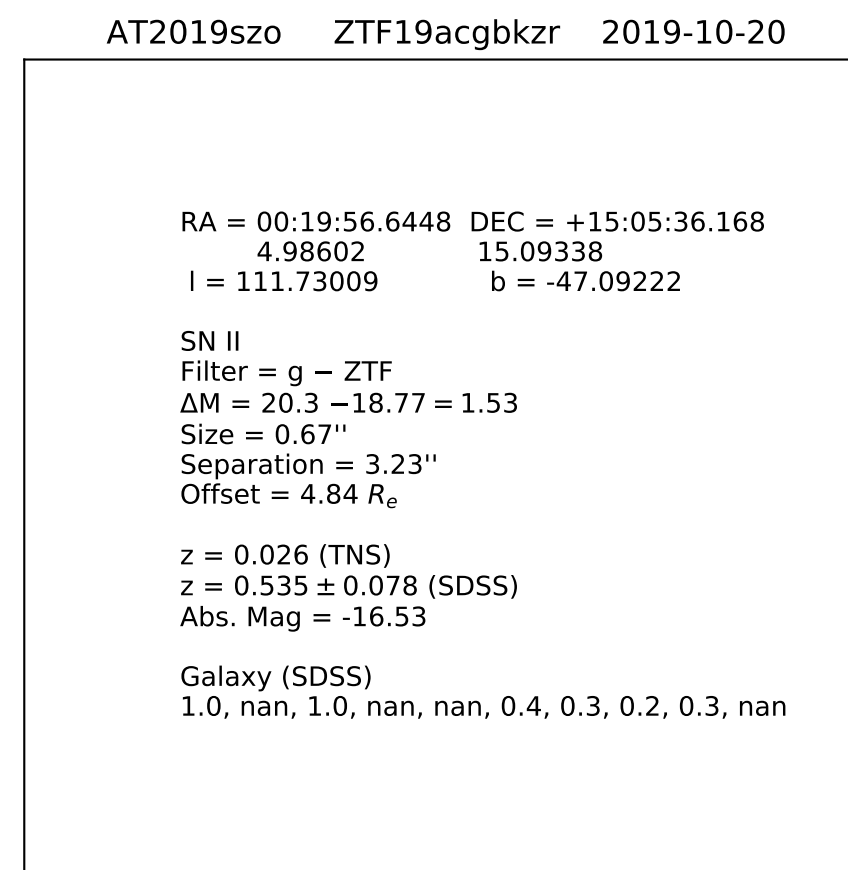 AT2019szo ZTF19acgbkzr 2019-10-20
RA = 00:19:56.6448 DEC = +15:05:36.168
4.98602 15.09338
l = 111.73009 b = -47.09222
SN II
Filter = g − ZTF
ΔM = 20.3 −18.77 = 1.53
Size = 0.67''
Separation = 3.23''
Offset = 4.84 Re
z = 0.026 (TNS)
z = 0.535 ± 0.078 (SDSS)
Abs. Mag = -16.53
Galaxy (SDSS)
1.0, nan, 1.0, nan, nan, 0.4, 0.3, 0.2, 0.3, nan